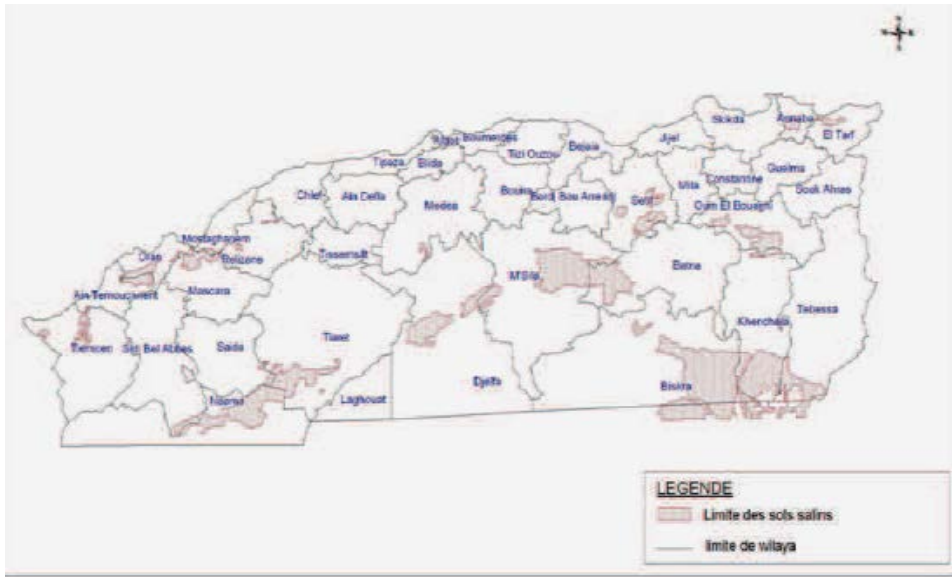 Skikda
Annaba
El Tarf
Jijel
Boumerdes
Alger
Tizi Ouzou
Bejaia
Tipaza
Blida
Guelma
Constantine
Mila
Souk Ahras
Chlef
Ain Defla
Medea
Bouira
Bordj Bou Arreridj
Setif
Oum El Bouaghi
Mostaghanem
Oran
Relizane
Tissemsilt
M'Sila
Batna
Ain Temouchent
Mascara
Khenchela
Tebessa
Tlemcen
Sidi Bel Abbes
Saida
Tiaret
Naama
Laghouat
Djelfa
Biskra
LEGENDE
Limite des sols salins
limite de wilaya